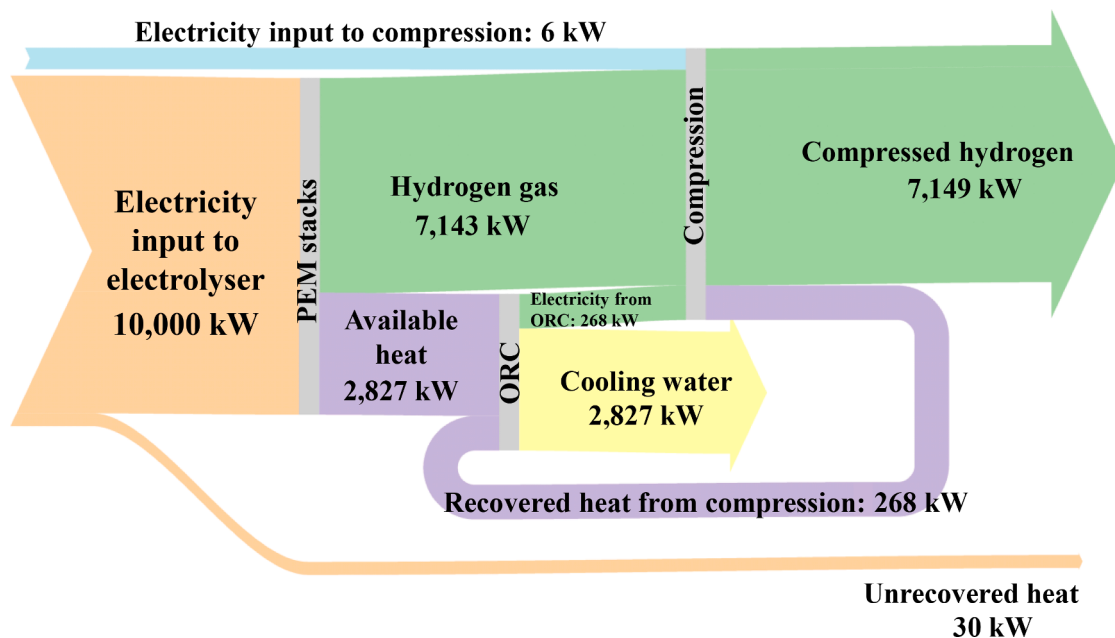 Electricity input to compression: 6 kW
Electricity
input to
electrolyser
10,000 kW
PEM stacks
Hydrogen gas
7,143 kW
Compression
Compressed hydrogen
7,149 kW
Available
heat
2,827 kW
ORC
Electricity from
ORC: 268 kW
Cooling water
2,827 kW
Recovered heat from compression: 268 kW
Unrecovered heat
30 kW